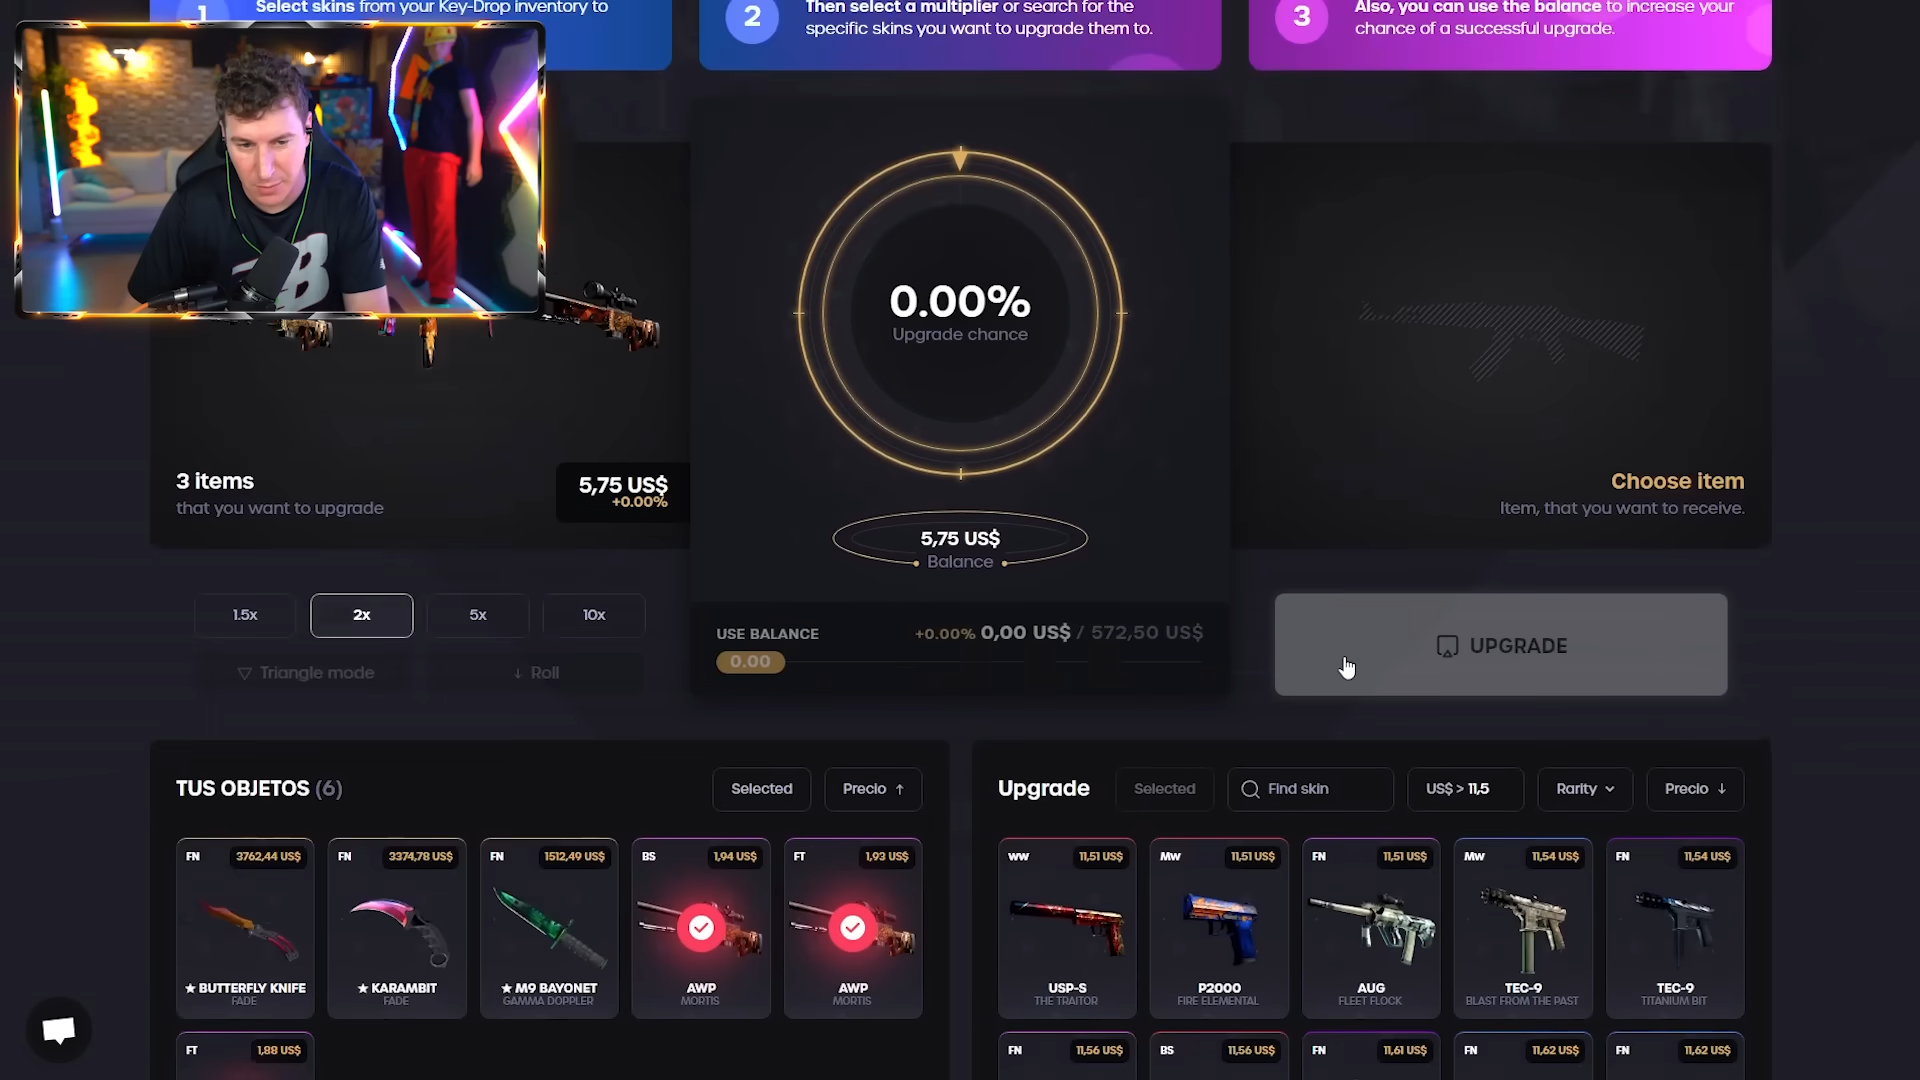 1
Select skins from your Key-Drop inventory to
2
Then select a multiplier or search for the
specific skins you want to upgrade them to.
3
Also, you can use the balance to increase your
chance of a successful upgrade.
B
0.00%
Upgrade chance
3 items
that you want to upgrade
5,75 US$
+0.00%
Choose item
Item, that you want to receive.
5,75 US$
Balance
1.5x
2x
5x
10x
Triangle mode
Roll
USE BALANCE
+0.00% 0,00 US$ / 572,50 US$
0.00
UPGRADE
TUS OBJETOS (6)
Selected
Precio ↑
FN 3762,44 US$
★ BUTTERFLY KNIFE
FADE
FN 3374,78 US$
★ KARAMBIT
FADE
FN 1512,49 US$
★ M9 BAYONET
GAMMA DOPPLER
BS 1,94 US$
AWP
MORTIS
FT 1,93 US$
AWP
MORTIS
FT 1,88 US$
Upgrade
Selected
Find skin
US$ > 11,5
Rarity
Precio ↓
WW 11,51 US$
USP-S
THE TRAITOR
MW 11,51 US$
P2000
FIRE ELEMENTAL
FN 11,51 US$
AUG
FLEET FLOCK
MW 11,54 US$
TEC-9
BLAST FROM THE PAST
FN 11,54 US$
TEC-9
TITANIUM BIT
FN 11,56 US$
BS 11,56 US$
FN 11,61 US$
FN 11,62 US$
FN 11,62 US$